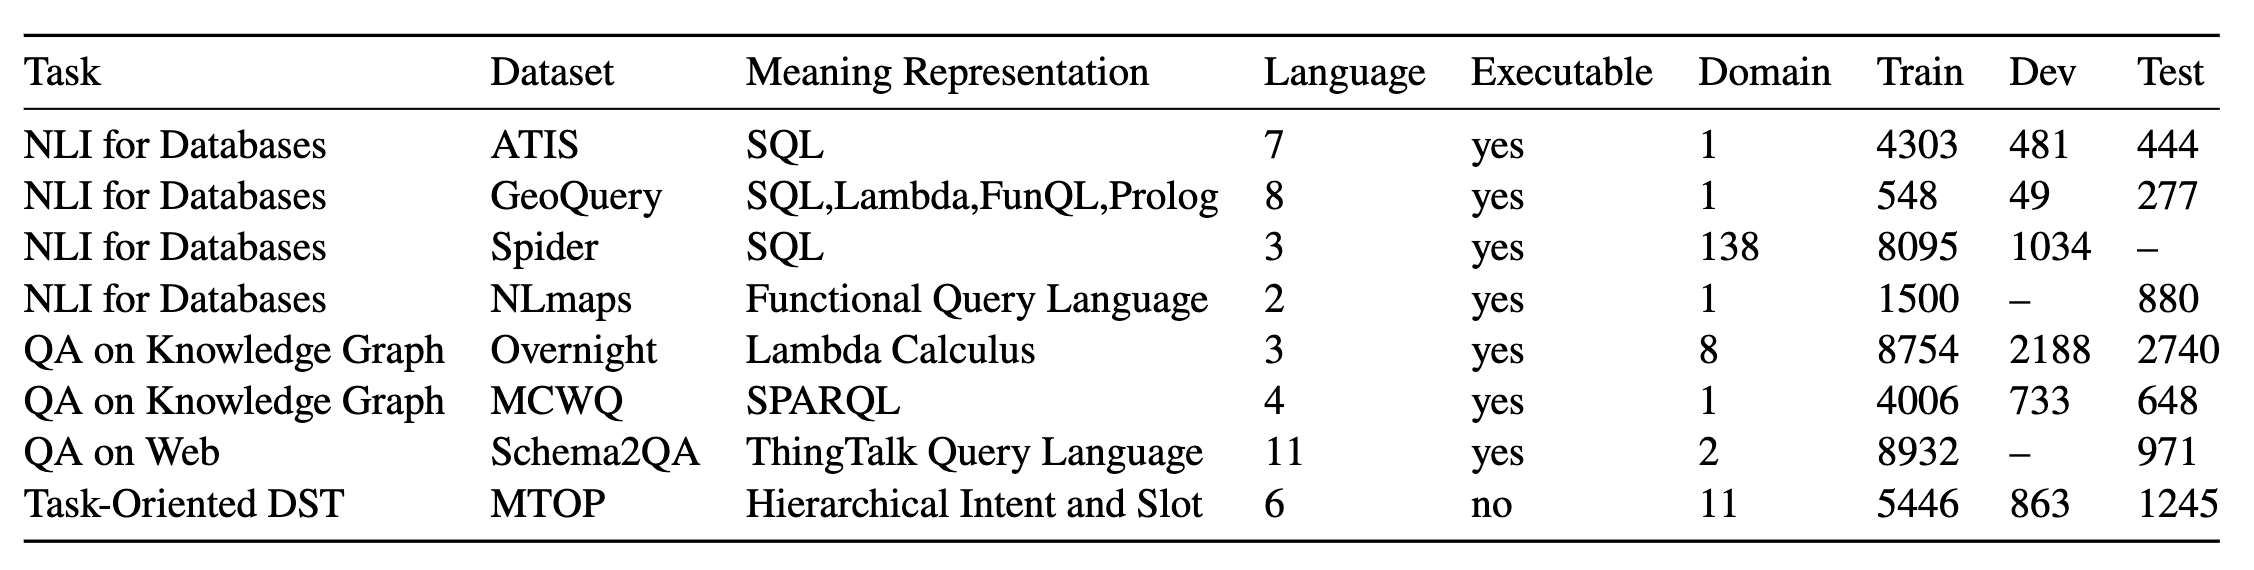 Task Dataset Meaning Representation Language Executable Domain Train Dev Test
NLI for Databases ATIS SQL 7 yes 1 4303 481 444
NLI for Databases GeoQuery SQL,Lambda,FunQL,Prolog 8 yes 1 548 49 277
NLI for Databases Spider SQL 3 yes 138 8095 1034 –
NLI for Databases NLmaps Functional Query Language 2 yes 1 1500 – 880
QA on Knowledge Graph Overnight Lambda Calculus 3 yes 8 8754 2188 2740
QA on Knowledge Graph MCWQ SPARQL 4 yes 1 4006 733 648
QA on Web Schema2QA ThingTalk Query Language 11 yes 2 8932 – 971
Task-Oriented DST MTOP Hierarchical Intent and Slot 6 no 11 5446 863 1245